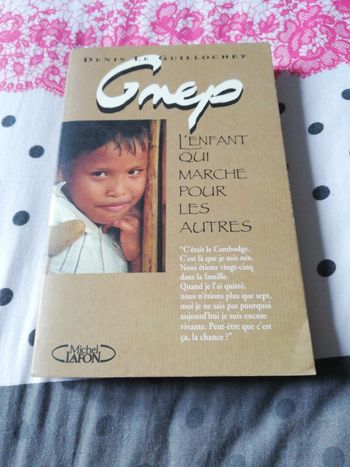 DENIS LE GUILLOCHET
Gnep
L'ENFANT
QUI
MARCHE
POUR
LES
AUTRES
"C'était le Cambodge.
C'est là que je suis née.
Nous étions vingt-cinq
dans la famille.
Quand je l'ai quitté,
nous n'étions plus que sept,
moi je ne sais pas pourquoi
aujourd'hui je suis encore
vivante. Peut-être que c'est
ça, la chance ?"
Michel
LAFON